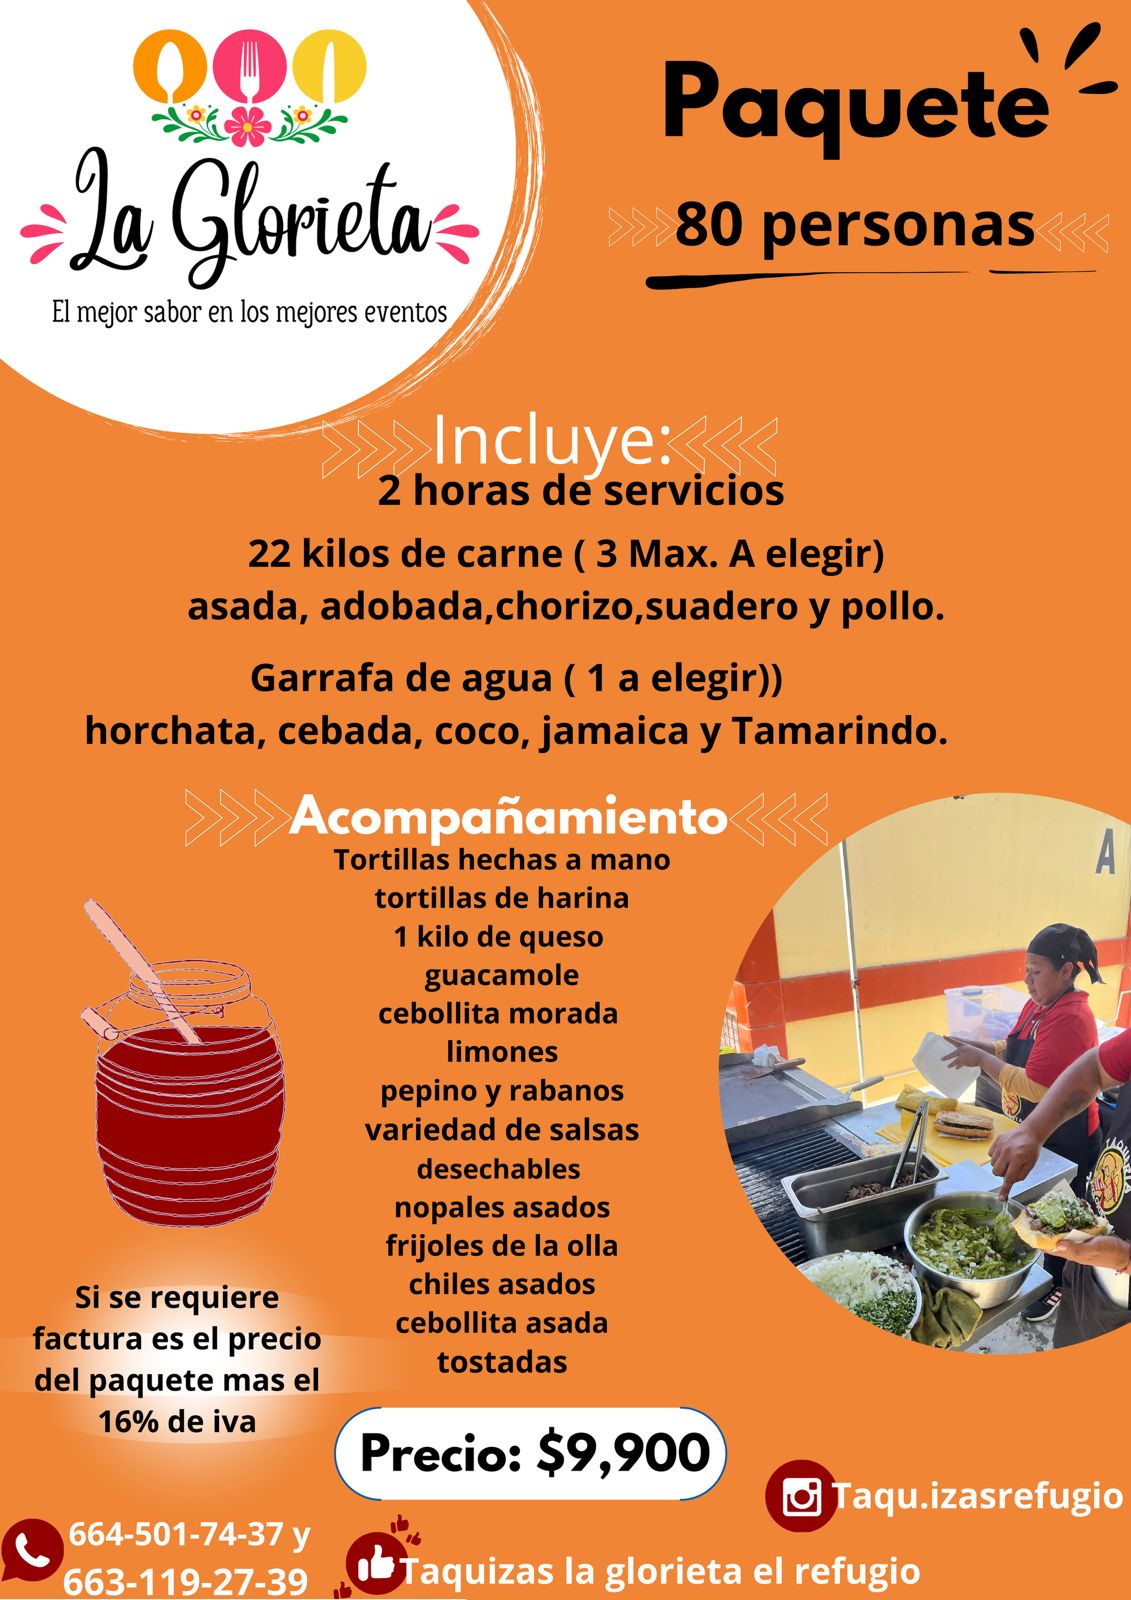 La Glorieta
El mejor sabor en los mejores eventos
Paquete
80 personas
Incluye:
2 horas de servicios
22 kilos de carne ( 3 Max. A elegir)
asada, adobada,chorizo,suadero y pollo.
Garrafa de agua ( 1 a elegir))
horchata, cebada, coco, jamaica y Tamarindo.
Acompañamiento
Tortillas hechas a mano
tortillas de harina
1 kilo de queso
guacamole
cebollita morada
limones
pepino y rabanos
variedad de salsas
desechables
nopales asados
frijoles de la olla
chiles asados
cebollita asada
tostadas
A
TAQUERIA
Si se requiere
factura es el precio
del paquete mas el
16% de iva
Precio: $9,900
664-501-74-37 y
663-119-27-39
Taquizas la glorieta el refugio
Taqu.izasrefugio